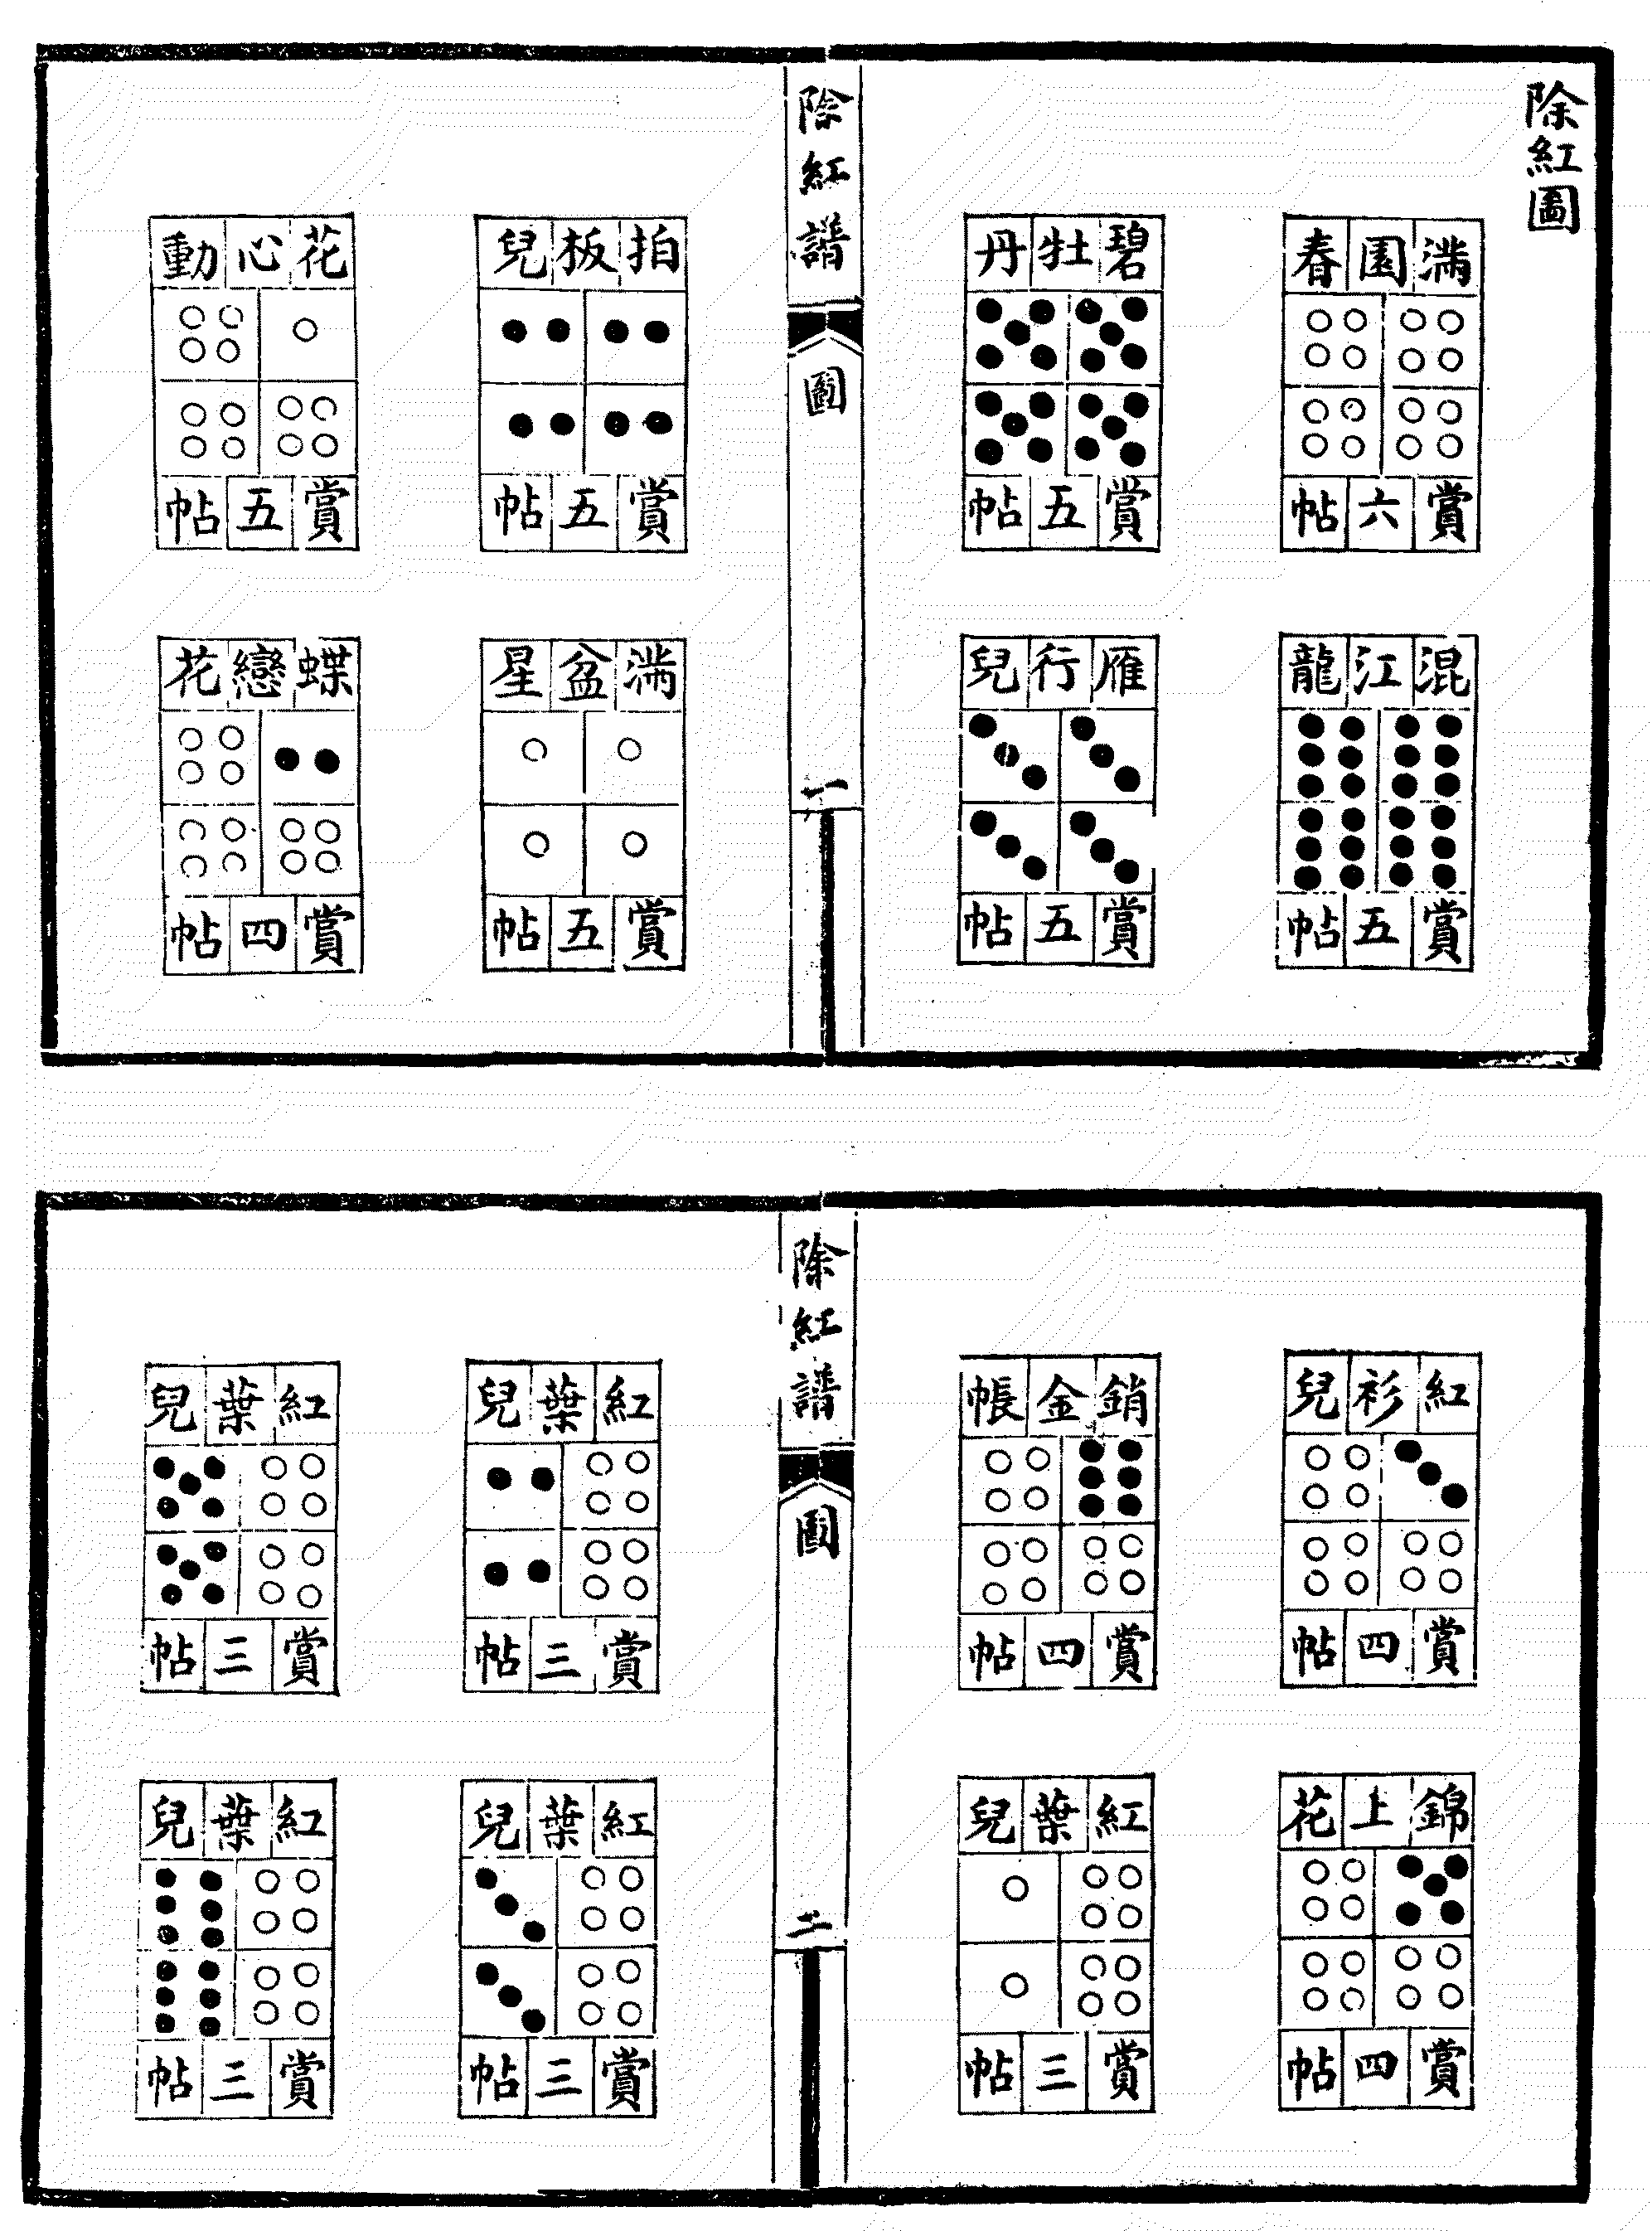 除紅圖
滿園春
賞六帖
混江龍
賞五帖
碧牡丹
賞五帖
雁行兒
賞五帖
除紅譜
圖
一
拍板兒
賞五帖
滿盆星
賞五帖
花心動
賞五帖
蝶戀花
賞四帖
紅衫兒
賞四帖
錦上花
賞四帖
銷金帳
賞四帖
紅葉兒
賞三帖
除紅譜
圖
二
紅葉兒
賞三帖
紅葉兒
賞三帖
紅葉兒
賞三帖
紅葉兒
賞三帖